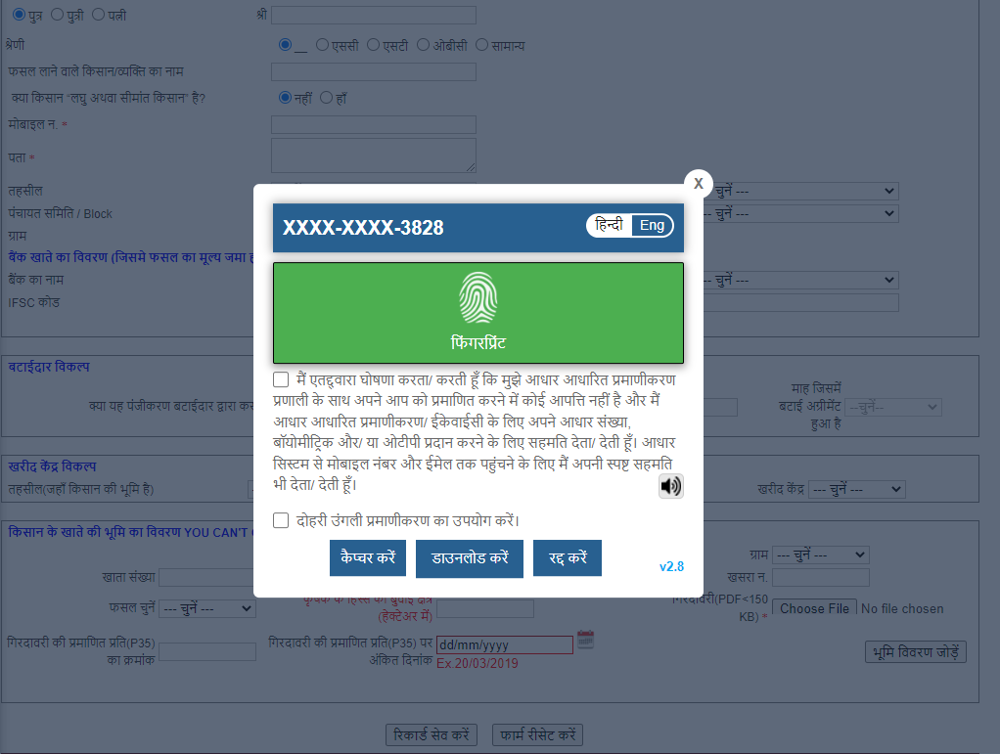 पुत्र पुत्री पत्नी श्री
श्रेणी __ एससी एसटी ओबीसी सामान्य
फसल लाने वाले किसान/व्यक्ति का नाम
क्या किसान "लघु अथवा सीमांत किसान" है? नहीं हाँ
मोबाइल न. *
पता *
X
तहसील चुनें ---
पंचायत समिति / Block चुनें ---
XXXX-XXXX-3828 हिन्दी Eng
ग्राम
बैंक खाते का विवरण (जिसमे फसल का मूल्य जमा
बैंक का नाम चुनें ---
IFSC कोड
फिंगरप्रिंट
बटाईदार विकल्प
मैं एतद्द्वारा घोषणा करता/ करती हूँ कि मुझे आधार आधारित प्रमाणीकरण
प्रणाली के साथ अपने आप को प्रमाणित करने में कोई आपत्ति नहीं है और मैं
आधार आधारित प्रमाणीकरण/ ईकेवाईसी के लिए अपने आधार संख्या,
बॉयोमीट्रिक और/ या ओटीपी प्रदान करने के लिए सहमति देता/ देती हूँ। आधार
सिस्टम से मोबाइल नंबर और ईमेल तक पहुंचने के लिए मैं अपनी स्पष्ट सहमति
भी देता/ देती हूँ।
क्या यह पंजीकरण बटाईदार द्वारा
माह जिसमें
बटाई अग्रीमेंट --चुनें--
हुआ है
खरीद केंद्र विकल्प
तहसील(जहाँ किसान की भूमि है) खरीद केंद्र --- चुनें ---
दोहरी उंगली प्रमाणीकरण का उपयोग करें।
कैप्चर करें डाउनलोड करें रद्द करें v2.8
किसान के खाते की भूमि का विवरण YOU CAN'T
ग्राम --- चुनें ---
खाता संख्या खसरा न.
फसल चुनें --- चुनें --- कृषक के हिस्से का बुवाई क्षेत्र
(हेक्टेअर में)
गिरदावरी(PDF<150
KB) * Choose File No file chosen
गिरदावरी की प्रमाणित प्रति(P35)
का क्रमांक
गिरदावरी की प्रमाणित प्रति(P35) पर
अंकित दिनांक
dd/mm/yyyy
Ex.20/03/2019
भूमि विवरण जोड़ें
रिकार्ड सेव करें फार्म रीसेट करें